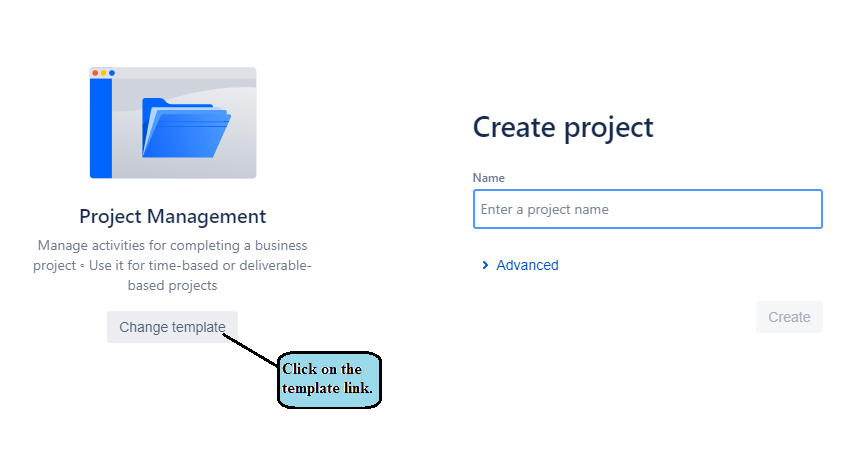 Project Management
Manage activities for completing a business
project • Use it for time-based or deliverable-
based projects
Change template
Click on the
template link.
Create project
Name
Enter a project name
Advanced
Create